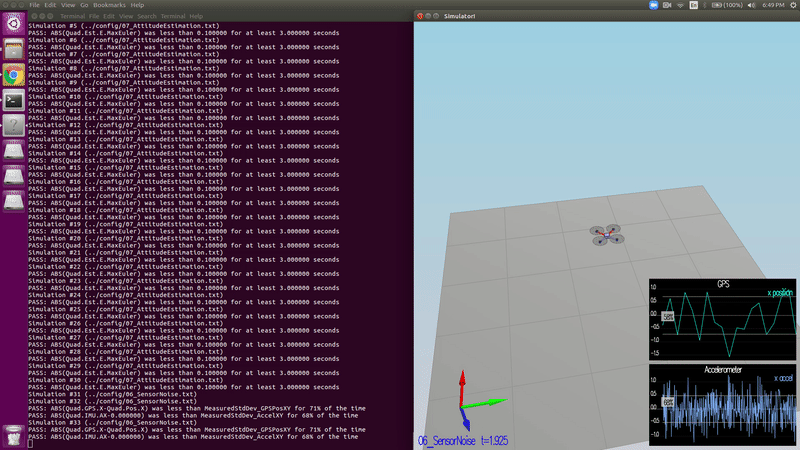 File Edit View Go Bookmarks Help
En
(100%)
6:49 PM
Terminal File Edit View Search Terminal Help
Simulation #5 (../config/07_AttitudeEstimation.txt)
PASS: ABS(Quad.Est.E.MaxEuler) was less than 0.100000 for at least 3.000000 seconds
Simulation #6 (../config/07_AttitudeEstimation.txt)
PASS: ABS(Quad.Est.E.MaxEuler) was less than 0.100000 for at least 3.000000 seconds
Simulation #7 (../config/07_AttitudeEstimation.txt)
PASS: ABS(Quad.Est.E.MaxEuler) was less than 0.100000 for at least 3.000000 seconds
Simulation #8 (../config/07_AttitudeEstimation.txt)
PASS: ABS(Quad.Est.E.MaxEuler) was less than 0.100000 for at least 3.000000 seconds
Simulation #9 (../config/07_AttitudeEstimation.txt)
PASS: ABS(Quad.Est.E.MaxEuler) was less than 0.100000 for at least 3.000000 seconds
Simulation #10 (../config/07_AttitudeEstimation.txt)
PASS: ABS(Quad.Est.E.MaxEuler) was less than 0.100000 for at least 3.000000 seconds
Simulation #11 (../config/07_AttitudeEstimation.txt)
PASS: ABS(Quad.Est.E.MaxEuler) was less than 0.100000 for at least 3.000000 seconds
Simulation #12 (../config/07_AttitudeEstimation.txt)
PASS: ABS(Quad.Est.E.MaxEuler) was less than 0.100000 for at least 3.000000 seconds
Simulation #13 (../config/07_AttitudeEstimation.txt)
PASS: ABS(Quad.Est.E.MaxEuler) was less than 0.100000 for at least 3.000000 seconds
Simulation #14 (../config/07_AttitudeEstimation.txt)
PASS: ABS(Quad.Est.E.MaxEuler) was less than 0.100000 for at least 3.000000 seconds
Simulation #15 (../config/07_AttitudeEstimation.txt)
PASS: ABS(Quad.Est.E.MaxEuler) was less than 0.100000 for at least 3.000000 seconds
Simulation #16 (../config/07_AttitudeEstimation.txt)
PASS: ABS(Quad.Est.E.MaxEuler) was less than 0.100000 for at least 3.000000 seconds
Simulation #17 (../config/07_AttitudeEstimation.txt)
PASS: ABS(Quad.Est.E.MaxEuler) was less than 0.100000 for at least 3.000000 seconds
Simulation #18 (../config/07_AttitudeEstimation.txt)
PASS: ABS(Quad.Est.E.MaxEuler) was less than 0.100000 for at least 3.000000 seconds
Simulation #19 (../config/07_AttitudeEstimation.txt)
PASS: ABS(Quad.Est.E.MaxEuler) was less than 0.100000 for at least 3.000000 seconds
Simulation #20 (../config/07_AttitudeEstimation.txt)
PASS: ABS(Quad.Est.E.MaxEuler) was less than 0.100000 for at least 3.000000 seconds
Simulation #21 (../config/07_AttitudeEstimation.txt)
PASS: ABS(Quad.Est.E.MaxEuler) was less than 0.100000 for at least 3.000000 seconds
Simulation #22 (../config/07_AttitudeEstimation.txt)
PASS: ABS(Quad.Est.E.MaxEuler) was less than 0.100000 for at least 3.000000 seconds
Simulation #23 (../config/07_AttitudeEstimation.txt)
PASS: ABS(Quad.Est.E.MaxEuler) was less than 0.100000 for at least 3.000000 seconds
Simulation #24 (../config/07_AttitudeEstimation.txt)
PASS: ABS(Quad.Est.E.MaxEuler) was less than 0.100000 for at least 3.000000 seconds
Simulation #25 (../config/07_AttitudeEstimation.txt)
PASS: ABS(Quad.Est.E.MaxEuler) was less than 0.100000 for at least 3.000000 seconds
Simulation #26 (../config/07_AttitudeEstimation.txt)
PASS: ABS(Quad.Est.E.MaxEuler) was less than 0.100000 for at least 3.000000 seconds
Simulation #27 (../config/07_AttitudeEstimation.txt)
PASS: ABS(Quad.Est.E.MaxEuler) was less than 0.100000 for at least 3.000000 seconds
Simulation #28 (../config/07_AttitudeEstimation.txt)
PASS: ABS(Quad.Est.E.MaxEuler) was less than 0.100000 for at least 3.000000 seconds
Simulation #29 (../config/07_AttitudeEstimation.txt)
PASS: ABS(Quad.Est.E.MaxEuler) was less than 0.100000 for at least 3.000000 seconds
Simulation #30 (../config/07_AttitudeEstimation.txt)
PASS: ABS(Quad.Est.E.MaxEuler) was less than 0.100000 for at least 3.000000 seconds
Simulation #31 (../config/06_SensorNoise.txt)
Simulation #32 (../config/06_SensorNoise.txt)
PASS: ABS(Quad.GPS.X-Quad.Pos.X) was less than MeasuredStdDev_GPSPosXY for 71% of the time
PASS: ABS(Quad.IMU.AX-0.000000) was less than MeasuredStdDev_AccelXY for 68% of the time
Simulation #33 (../config/06_SensorNoise.txt)
PASS: ABS(Quad.GPS.X-Quad.Pos.X) was less than MeasuredStdDev_GPSPosXY for 71% of the time
PASS: ABS(Quad.IMU.AX-0.000000) was less than MeasuredStdDev_AccelXY for 68% of the time
Simulator!
GPS
x position
1.0
0.5
-0.5
-1.0
-1.5
Accelerometer
x accel
1.0
0.5
-0.5
-1.0
06_SensorNoise t=1.925